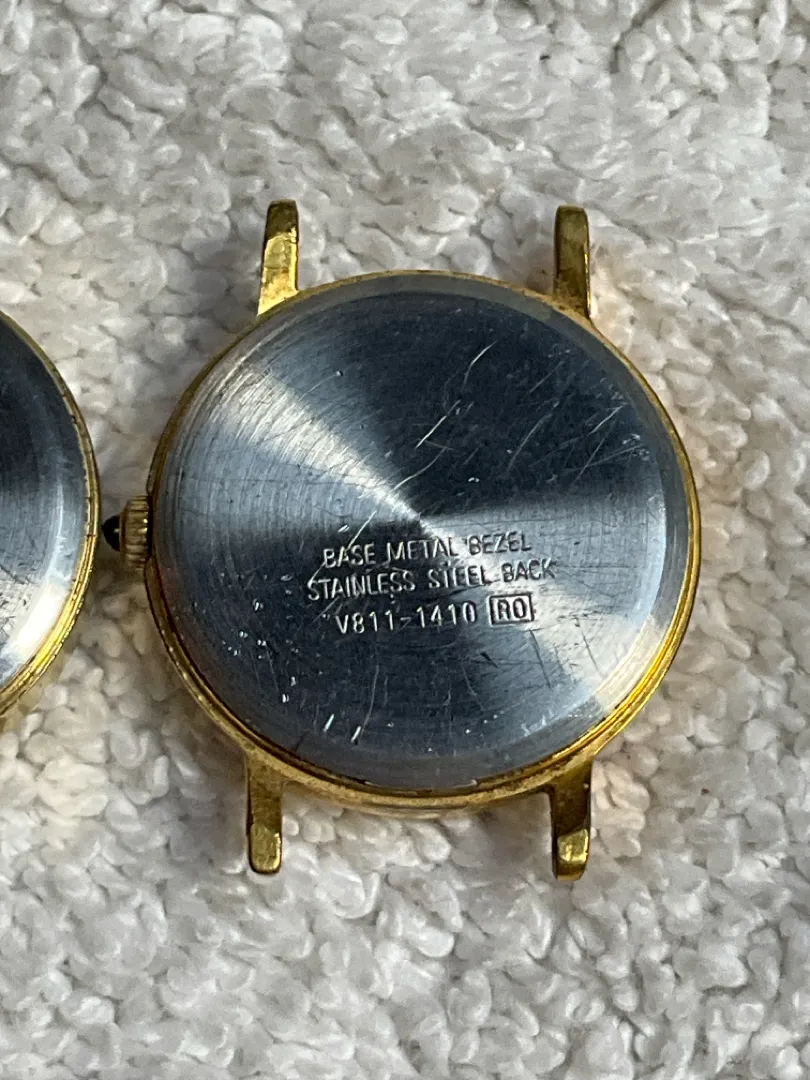 BASE METAL BEZEL
STAINLESS STEEL BACK
V811-1410 RO